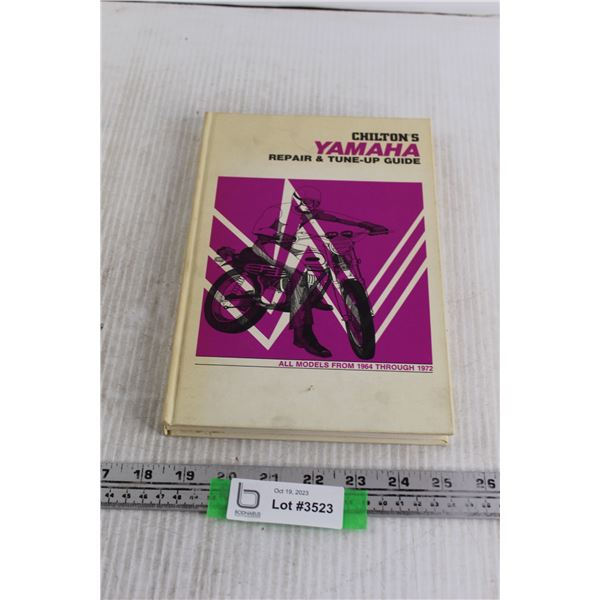 CHILTON'S
YAMAHA
REPAIR & TUNE-UP GUIDE
ALL MODELS FROM 1964 THROUGH 1972
7 18 19 20 21 22 23 24 25 26
Oct 19, 2023
Lot #3523